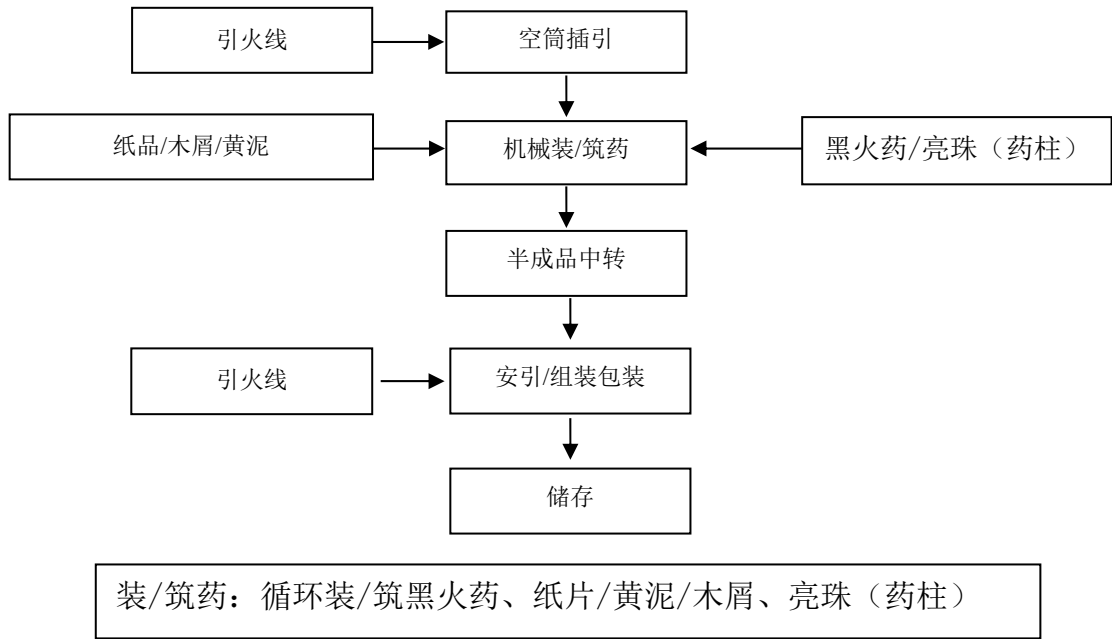 引火线
空筒插引
纸品/木屑/黄泥
机械装/筑药
黑火药/亮珠（药柱）
半成品中转
引火线
安引/组装包装
储存
装/筑药：循环装/筑黑火药、纸片/黄泥/木屑、亮珠（药柱）